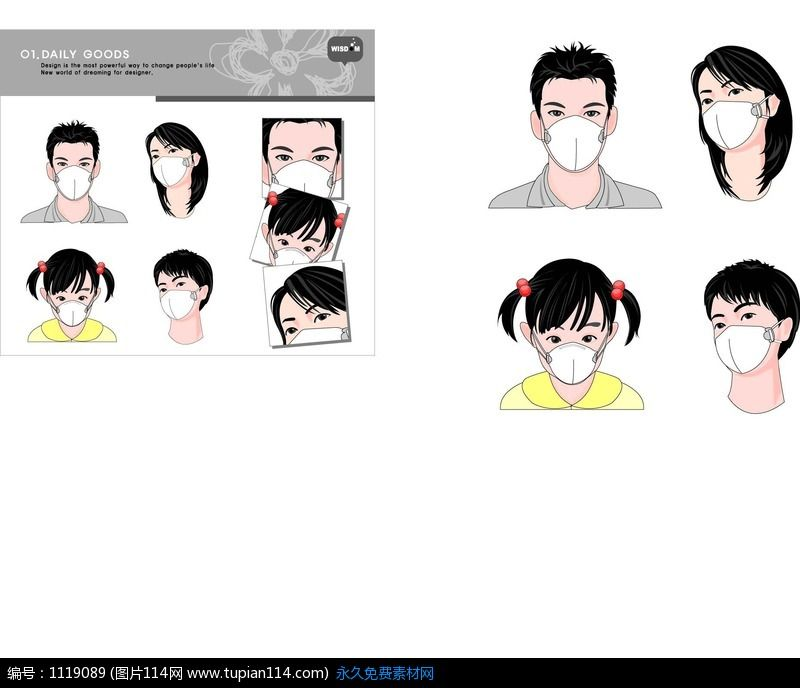 01.DAILY GOODS
Design is the most powerful way to change people's life
New world of dreaming for designer.
WISDOM
编号：1119089 (图片114网 www.tupian114.com) 永久免费素材网